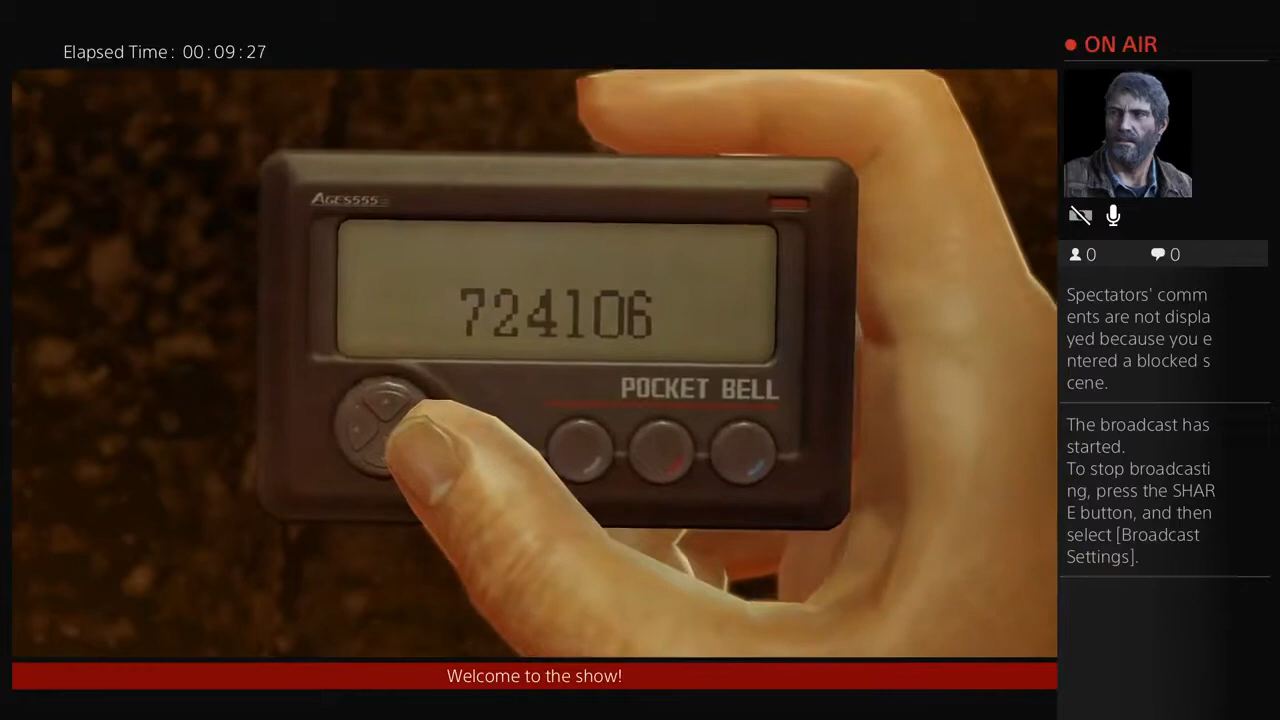 Elapsed Time: 00:09:27
ON AIR
AGES555
724106
POCKET BELL
0
0
Spectators' comm
ents are not displa
yed because you e
ntered a blocked s
cene.
The broadcast has
started.
To stop broadcasti
ng, press the SHAR
E button, and then
select [Broadcast
Settings].
Welcome to the show!